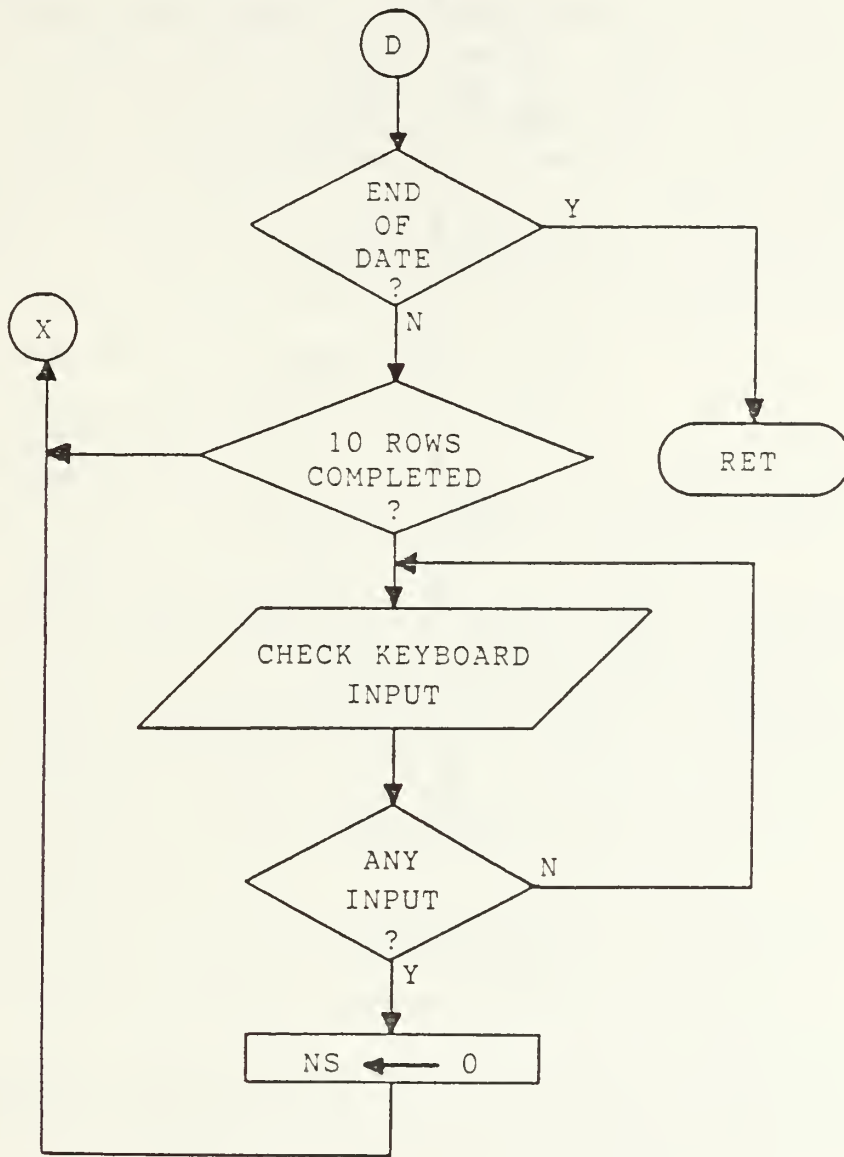 D
END
OF
DATE
?
Y
N
X
10 ROWS
COMPLETED
?
RET
CHECK KEYBOARD
INPUT
ANY
INPUT
?
N
Y
NS ← 0